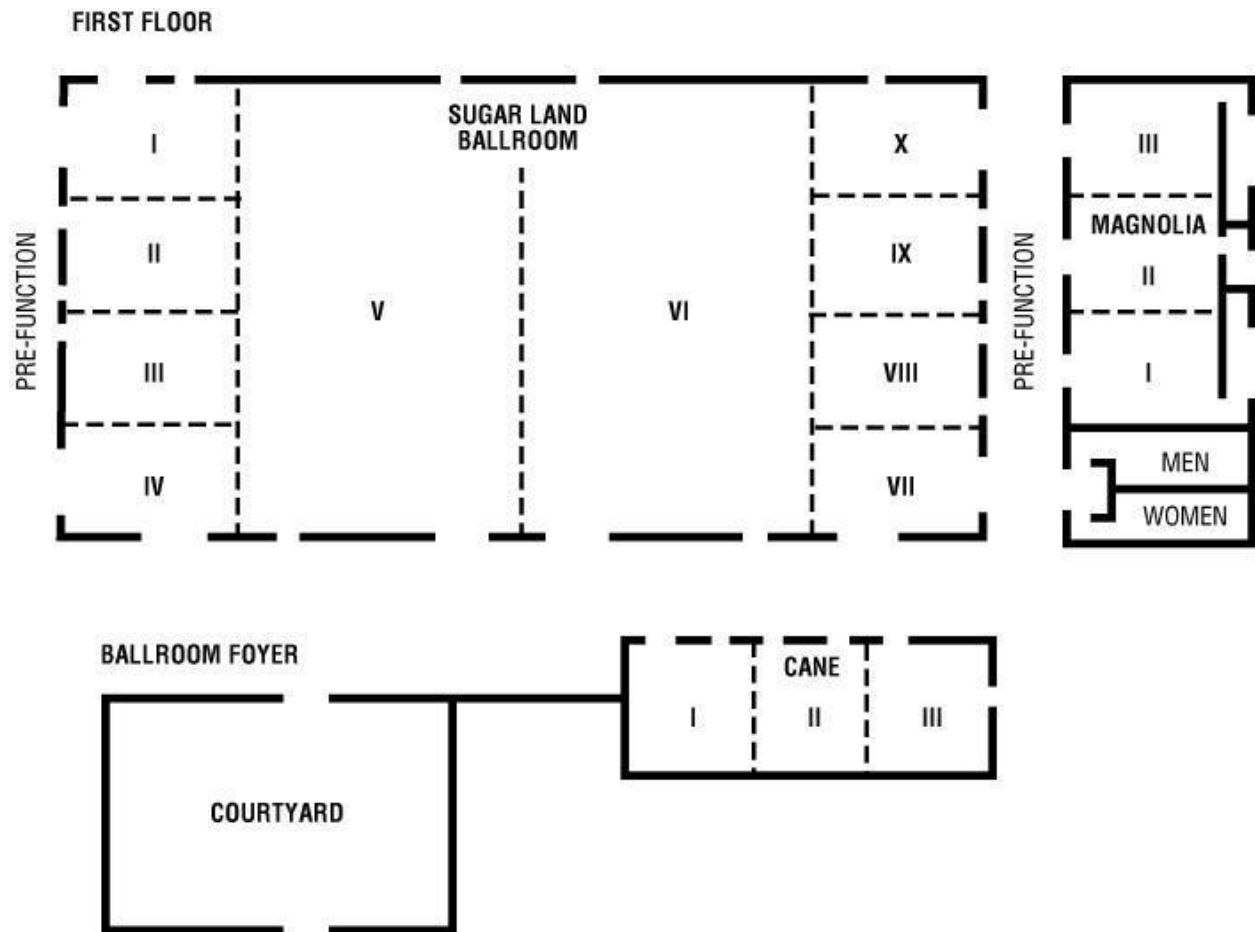 FIRST FLOOR
SUGAR LAND
BALLROOM
I
X
III
MAGNOLIA
II
IX
II
PRE-FUNCTION
V
VI
PRE-FUNCTION
III
VIII
I
IV
VII
MEN
WOMEN
BALLROOM FOYER
CANE
I
II
III
COURTYARD